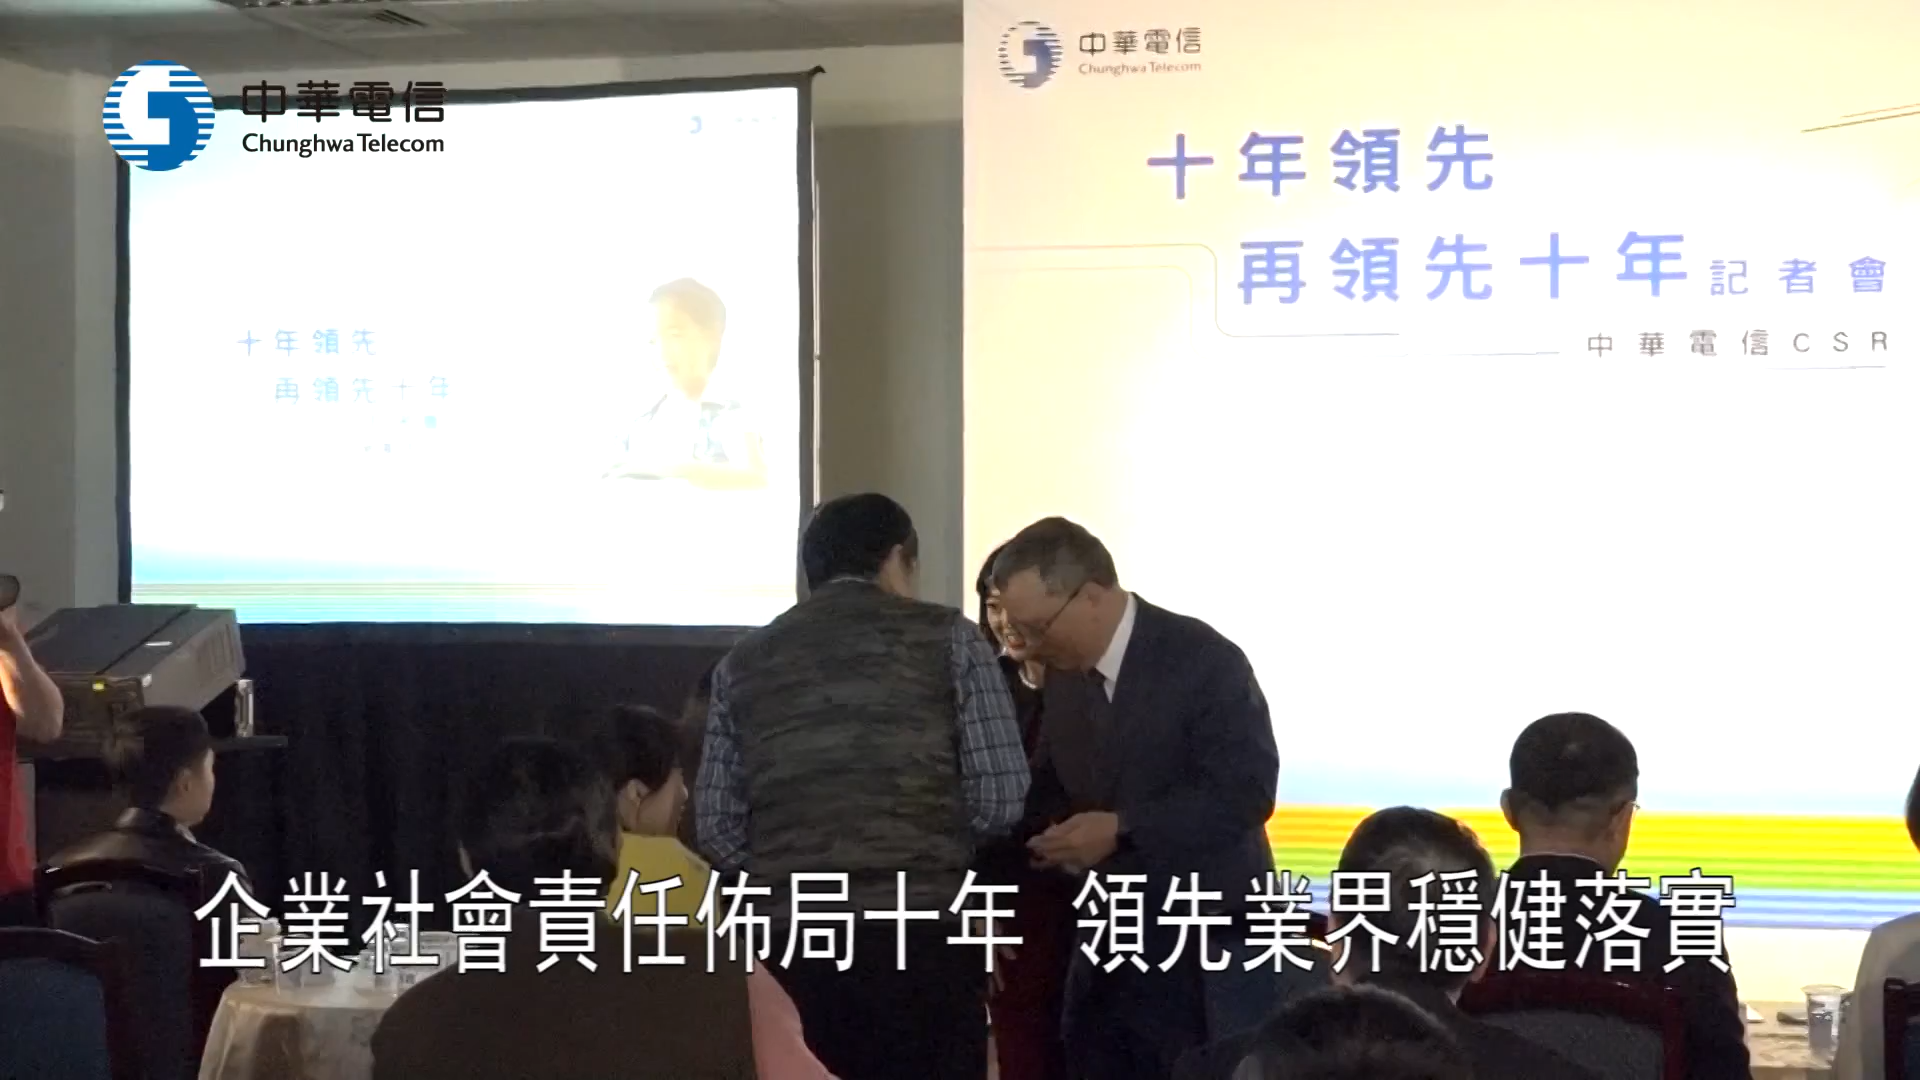 中華電信
Chunghwa Telecom
中華電信
Chunghwa Telecom
十年領先
再領先十年記者會
中華電信CSR
十年領先
再領先十年
企業社會責任佈局十年 領先業界穩健落實